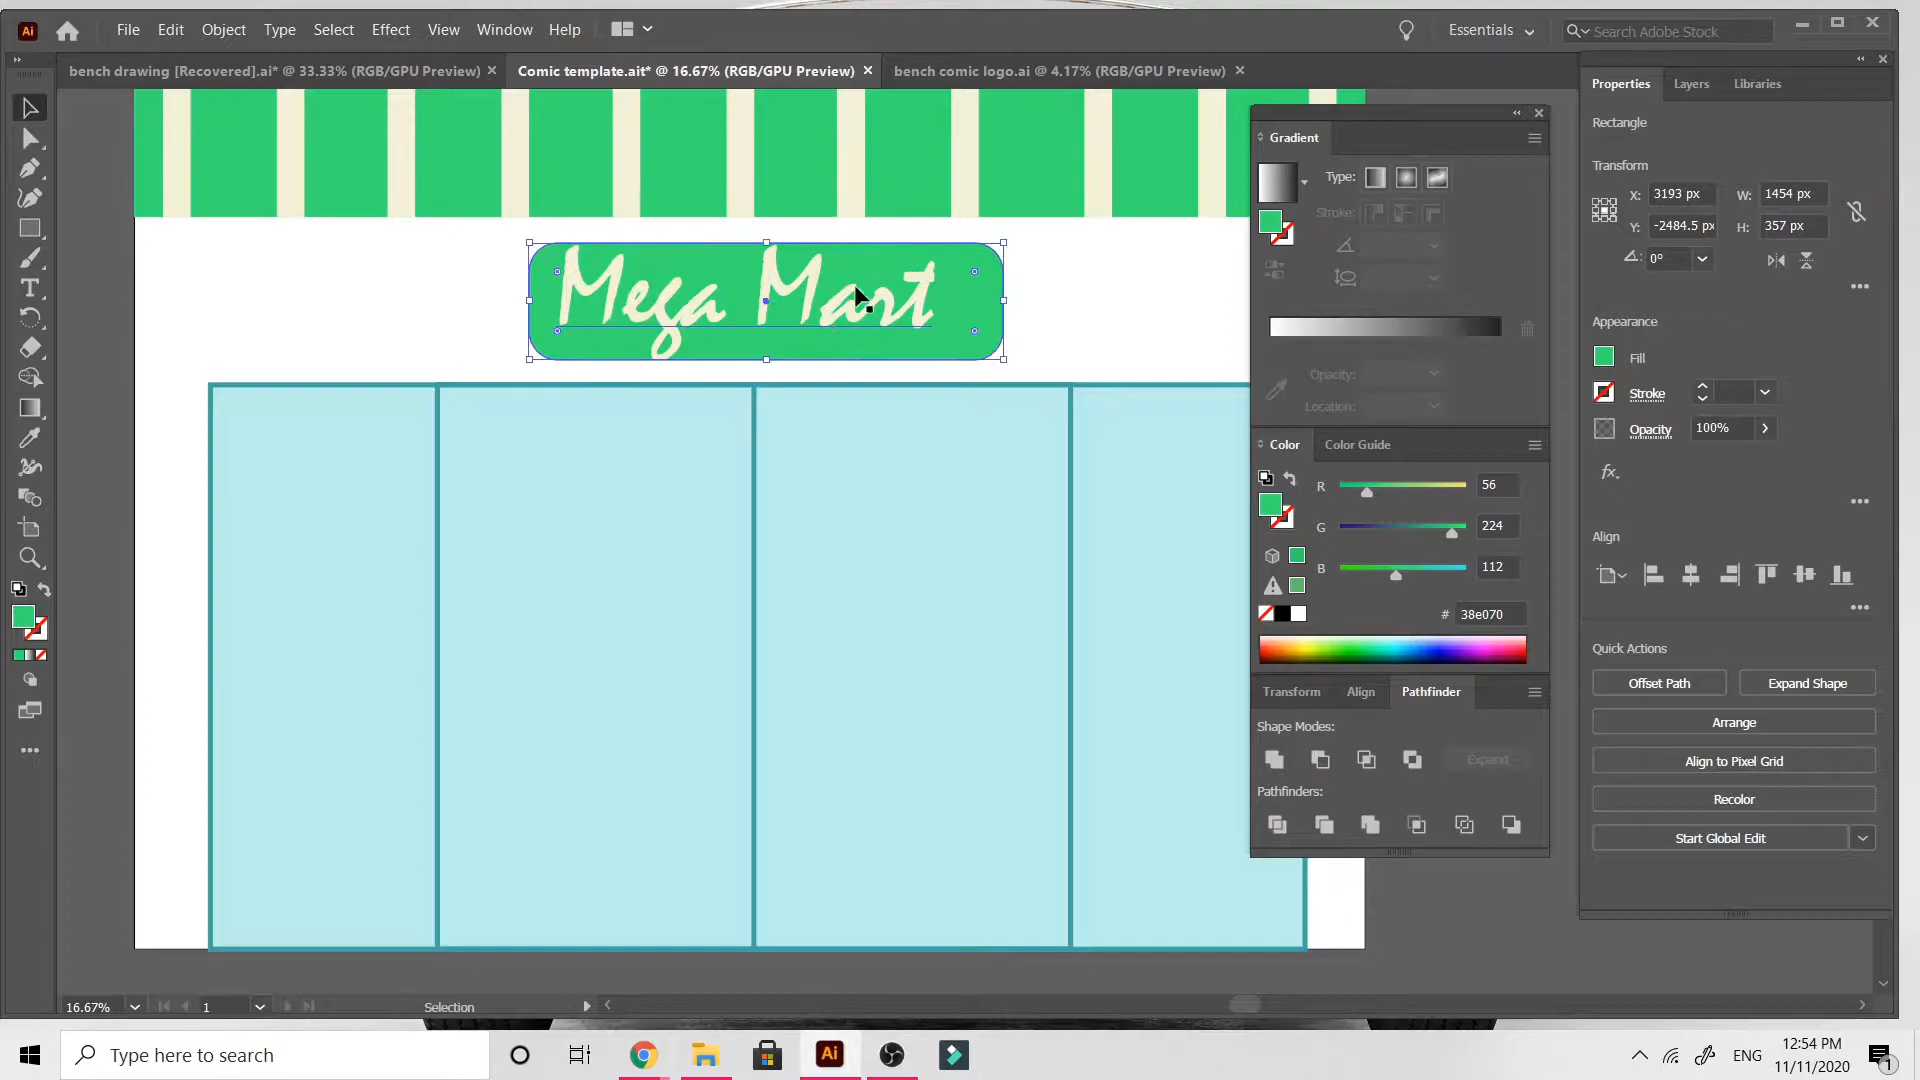 Ai
File Edit Object Type Select Effect View Window Help
Essentials
Search Adobe Stock
bench drawing [Recovered].ai* @ 33.33% (RGB/GPU Preview)
Comic template.ait* @ 16.67% (RGB/GPU Preview)
bench comic logo.ai @ 4.17% (RGB/GPU Preview)
Mega Mart
Gradient
Type:
Stroke:
Opacity:
Location:
Color Color Guide
R 56
G 224
B 112
# 38e070
Transform Align Pathfinder
Shape Modes:
Expand
Pathfinders:
Properties Layers Libraries
Rectangle
Transform
X: 3193 px W: 1454 px
Y: -2484.5 px H: 357 px
0°
Appearance
Fill
Stroke
Opacity 100%
fx.
Align
Quick Actions
Offset Path Expand Shape
Arrange
Align to Pixel Grid
Recolor
Start Global Edit
16.67% 1 Selection
Type here to search
Ai
ENG
12:54 PM
11/11/2020
1